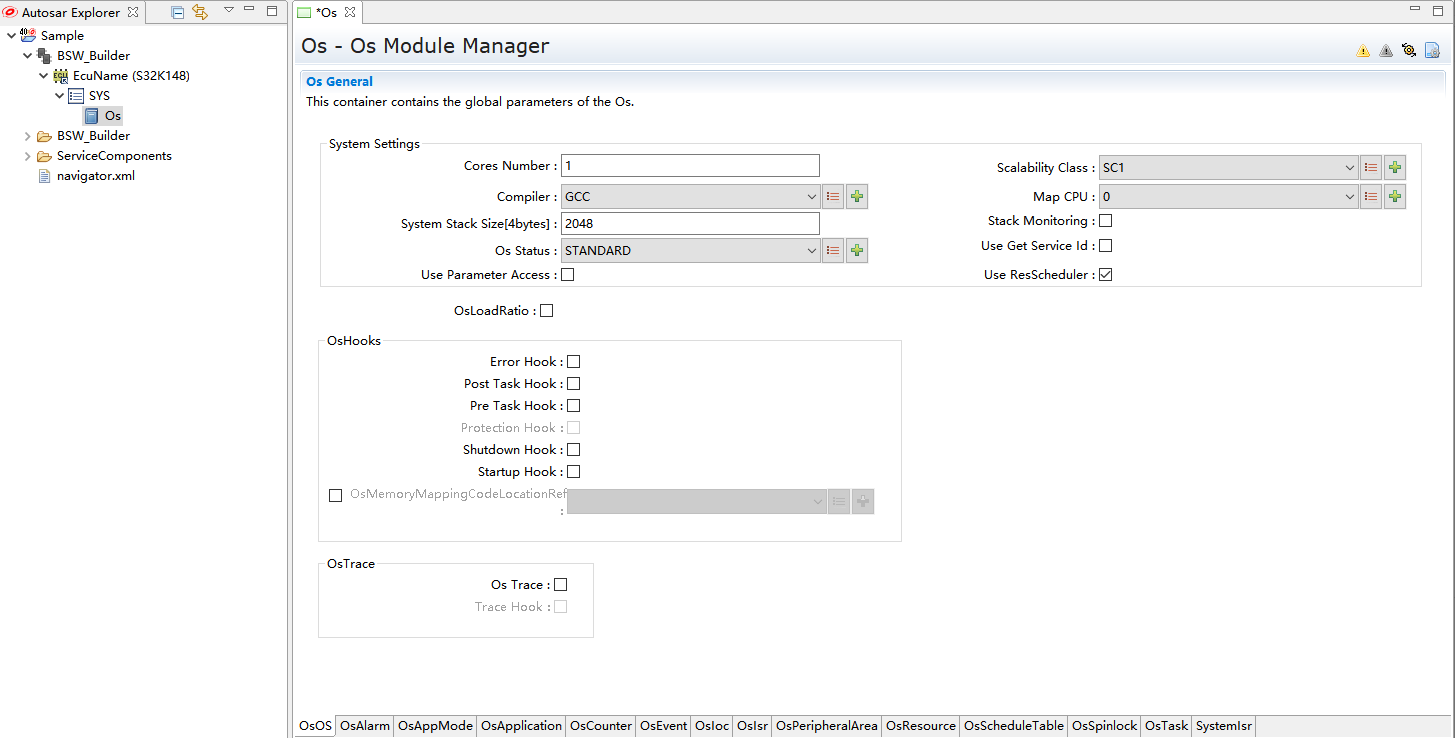 Autosar Explorer
Sample
BSW_Builder
EcuName (S32K148)
SYS
Os
BSW_Builder
ServiceComponents
navigator.xml
*Os
Os - Os Module Manager
Os General
This container contains the global parameters of the Os.
System Settings
Cores Number : 1
Scalability Class : SC1
Compiler : GCC
Map CPU : 0
System Stack Size[4bytes] : 2048
Stack Monitoring :
Os Status : STANDARD
Use Get Service Id :
Use Parameter Access :
Use ResScheduler :
OsLoadRatio :
OsHooks
Error Hook :
Post Task Hook :
Pre Task Hook :
Protection Hook :
Shutdown Hook :
Startup Hook :
OsMemoryMappingCodeLocationRef
:
OsTrace
Os Trace :
Trace Hook :
OsOS OsAlarm OsAppMode OsApplication OsCounter OsEvent OsIoc OsIsr OsPeripheralArea OsResource OsScheduleTable OsSpinlock OsTask SystemIsr